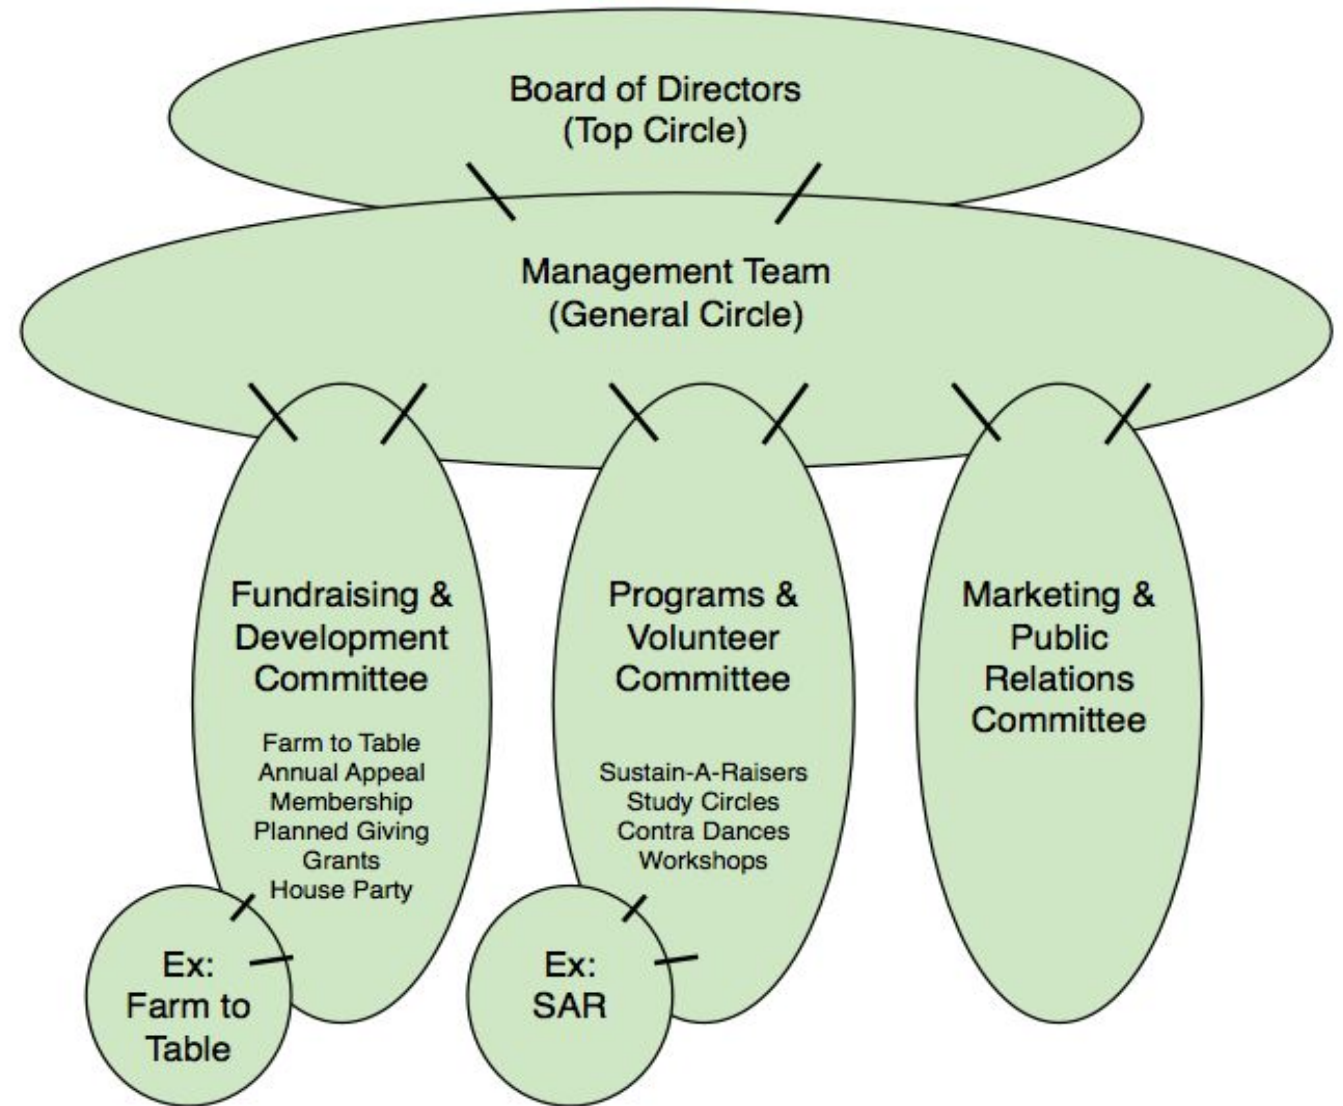 Board of Directors
(Top Circle)
Management Team
(General Circle)
Fundraising &
Development
Committee
Farm to Table
Annual Appeal
Membership
Planned Giving
Grants
House Party
Ex:
Farm to
Table
Programs &
Volunteer
Committee
Sustain-A-Raisers
Study Circles
Contra Dances
Workshops
Ex:
SAR
Marketing &
Public
Relations
Committee